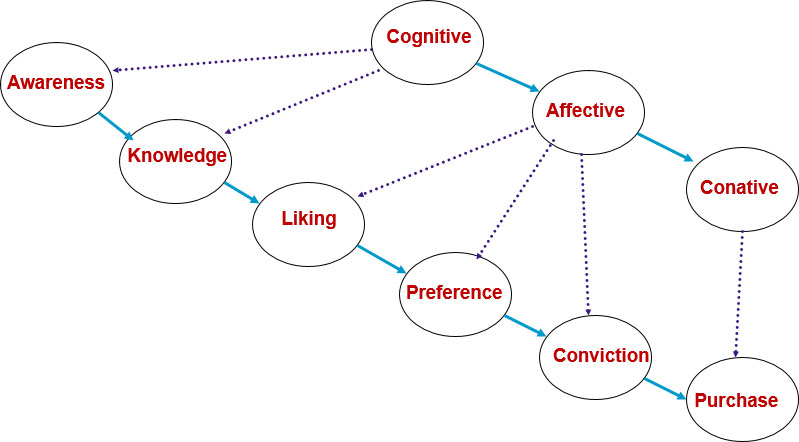 Cognitive
Awareness
Affective
Knowledge
Conative
Liking
Preference
Conviction
Purchase